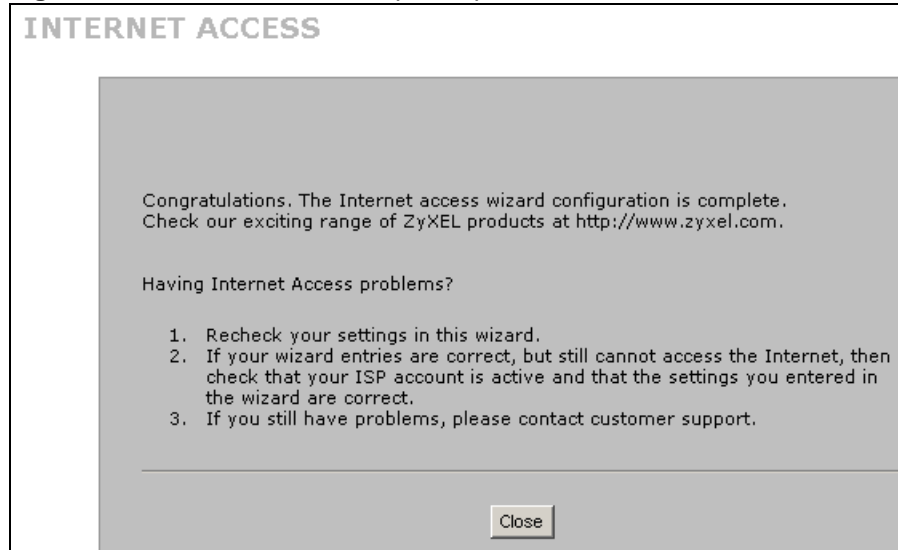 INTERNET ACCESS
Congratulations. The Internet access wizard configuration is complete.
Check our exciting range of ZyXEL products at http://www.zyxel.com.
Having Internet Access problems?
1. Recheck your settings in this wizard.
2. If your wizard entries are correct, but still cannot access the Internet, then
check that your ISP account is active and that the settings you entered in
the wizard are correct.
3. If you still have problems, please contact customer support.
Close